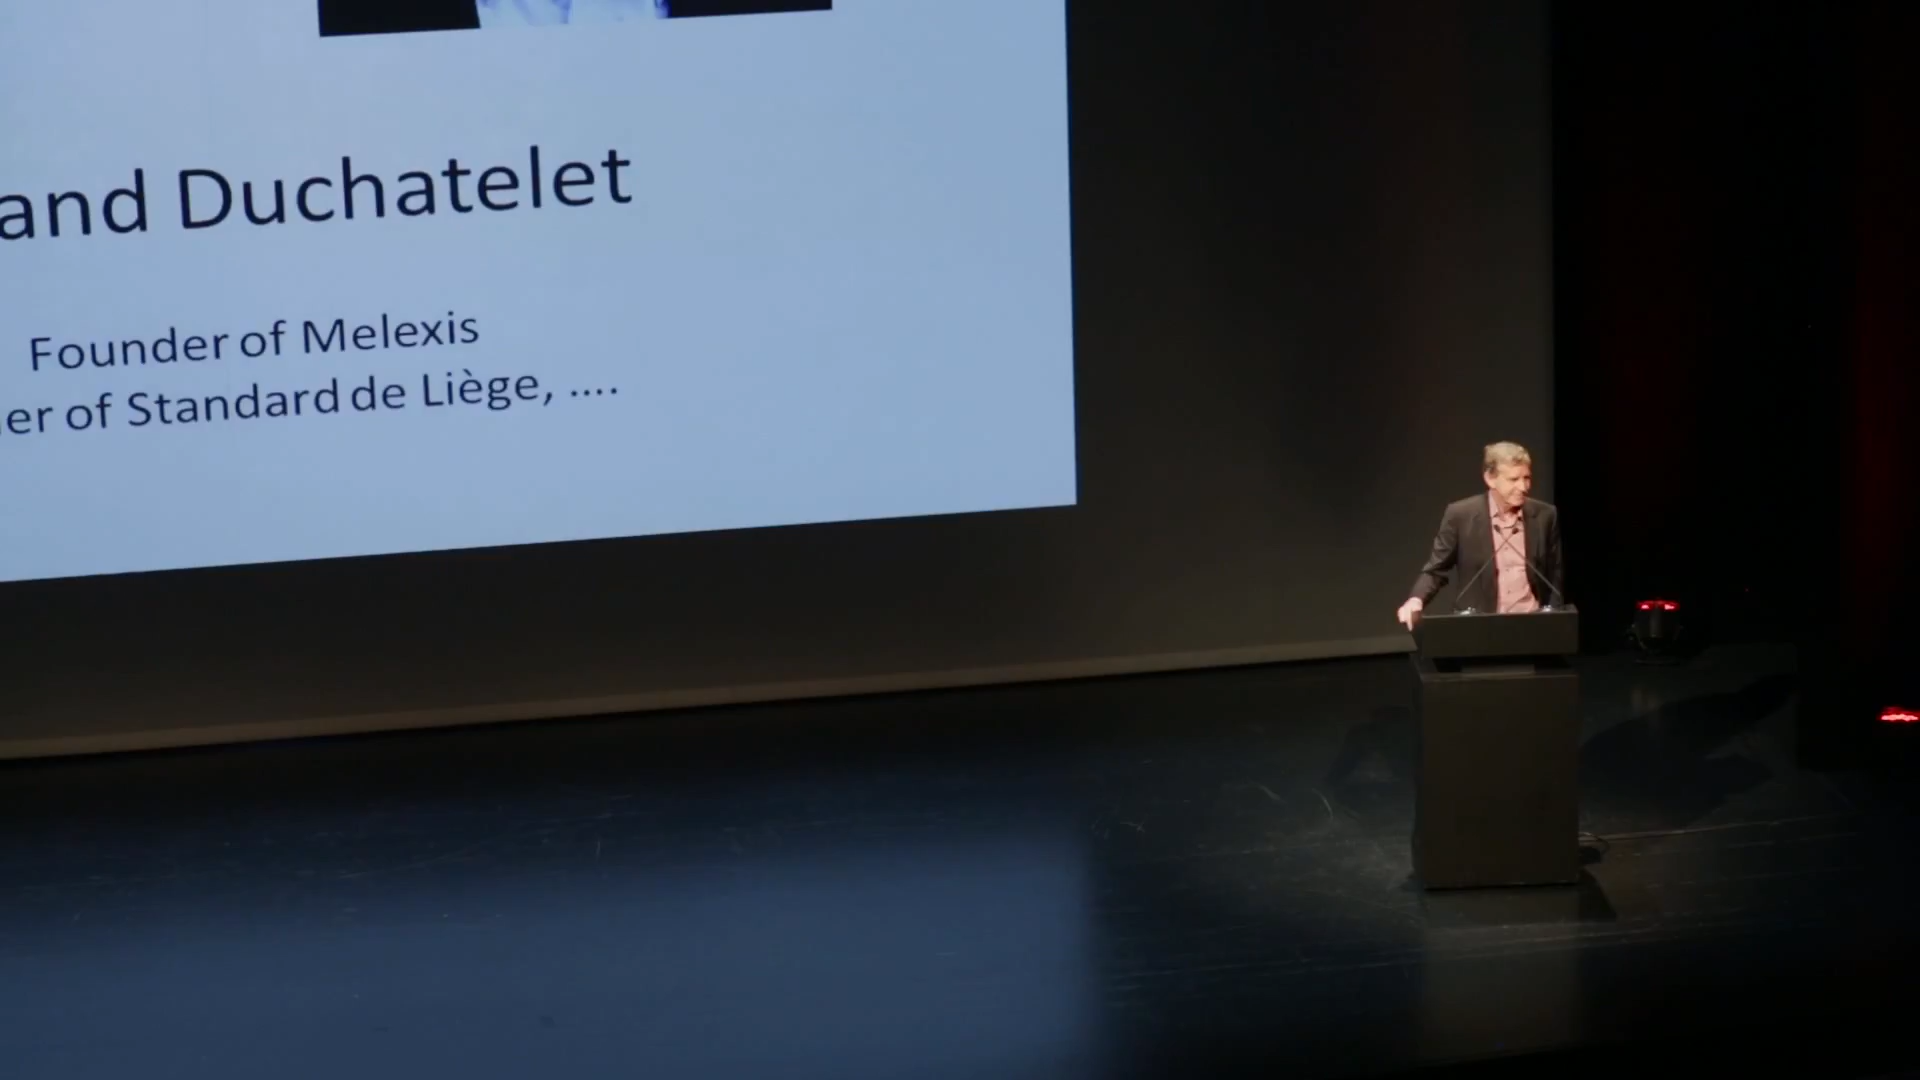 and Duchatelet
Founder of Melexis
er of Standard de Liège, ....